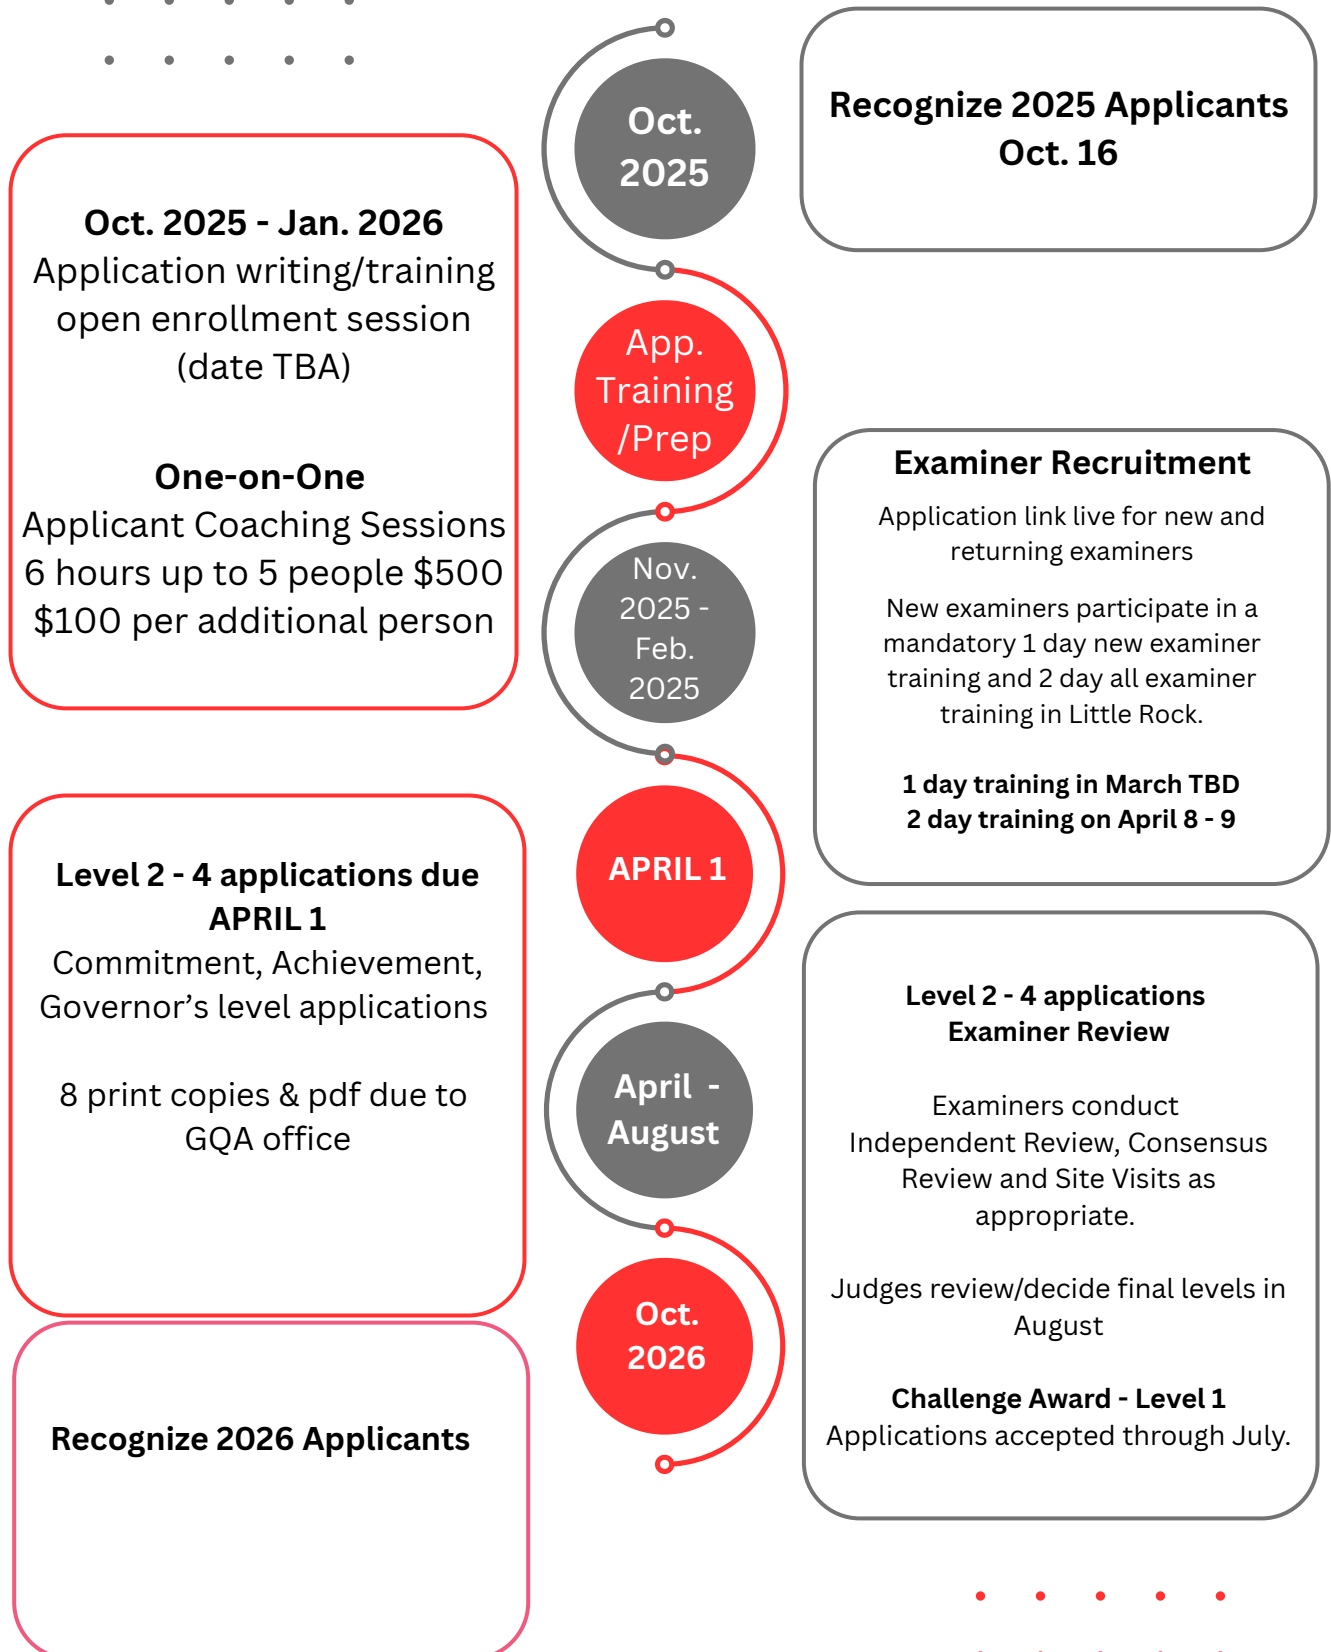 Oct.
2025
Recognize 2025 Applicants
Oct. 16
Oct. 2025 - Jan. 2026
Application writing/training
open enrollment session
(date TBA)
One-on-One
Applicant Coaching Sessions
6 hours up to 5 people $500
$100 per additional person
App.
Training
/Prep
Nov.
2025 -
Feb.
2025
Examiner Recruitment
Application link live for new and
returning examiners
New examiners participate in a
mandatory 1 day new examiner
training and 2 day all examiner
training in Little Rock.
1 day training in March TBD
2 day training on April 8 - 9
APRIL 1
Level 2 - 4 applications due
APRIL 1
Commitment, Achievement,
Governor’s level applications
8 print copies & pdf due to
GQA office
April -
August
Level 2 - 4 applications
Examiner Review
Examiners conduct
Independent Review, Consensus
Review and Site Visits as
appropriate.
Judges review/decide final levels in
August
Challenge Award - Level 1
Applications accepted through July.
Oct.
2026
Recognize 2026 Applicants